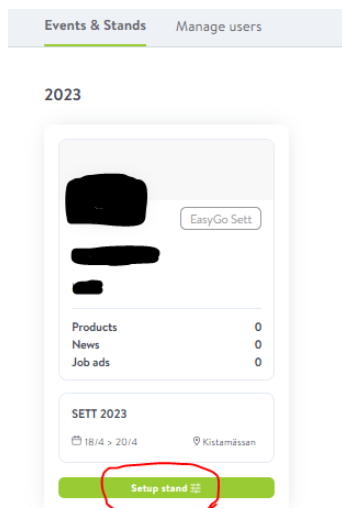 Events & Stands Manage users
2023
EasyGo Sett
Products 0
News 0
Job ads 0
SETT 2023
18/4 > 20/4 Kistamässan
Setup stand